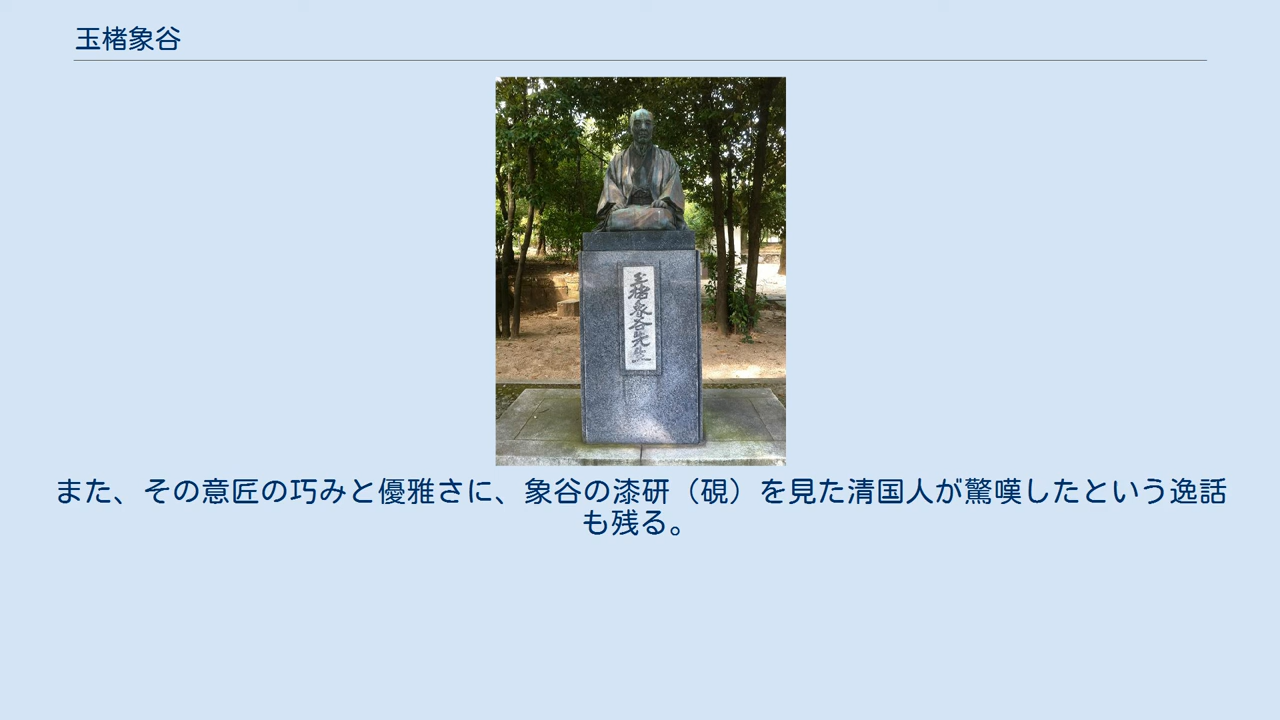 玉楮象谷
玉楮象谷先生
また、その意匠の巧みと優雅さに、象谷の漆研（硯）を見た清国人が驚嘆したという逸話
も残る。